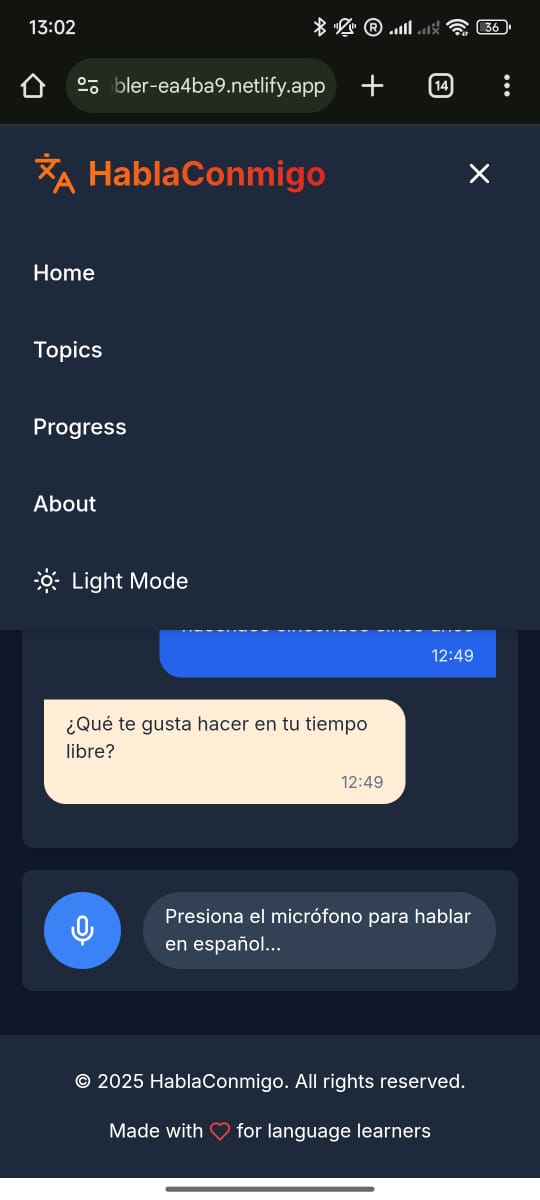 13:02
36
bler-ea4ba9.netlify.app
14
HablaConmigo
Home
Topics
Progress
About
Light Mode
12:49
¿Qué te gusta hacer en tu tiempo
libre?
12:49
Presiona el micrófono para hablar
en español...
© 2025 HablaConmigo. All rights reserved.
Made with for language learners